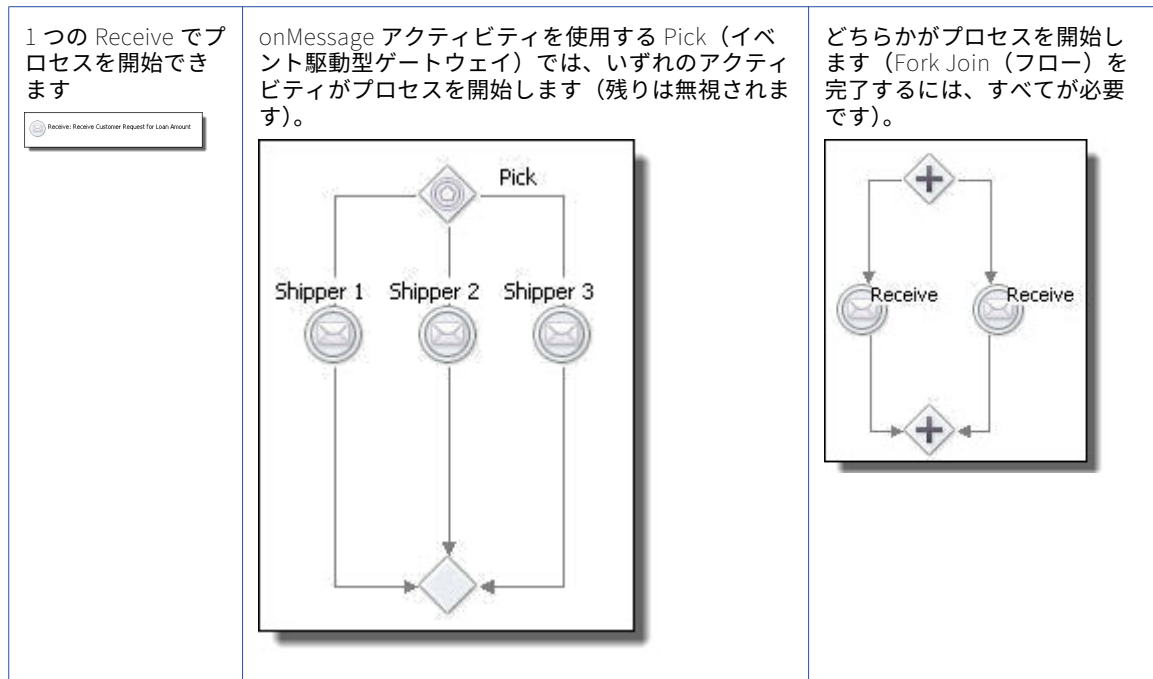 1 つの Receive でプ
ロセスを開始でき
ます
Receive: Receive Customer Request for Loan Amount
onMessage アクティビティを使用する Pick（イベ
ント駆動型ゲートウェイ）では、いずれのアクティ
ビティがプロセスを開始します（残りは無視されま
す）。
Pick
Shipper 1 Shipper 2 Shipper 3
どちらかがプロセスを開始し
ます（Fork Join（フロー）を
完了するには、すべてが必要
です）。
Receive Receive